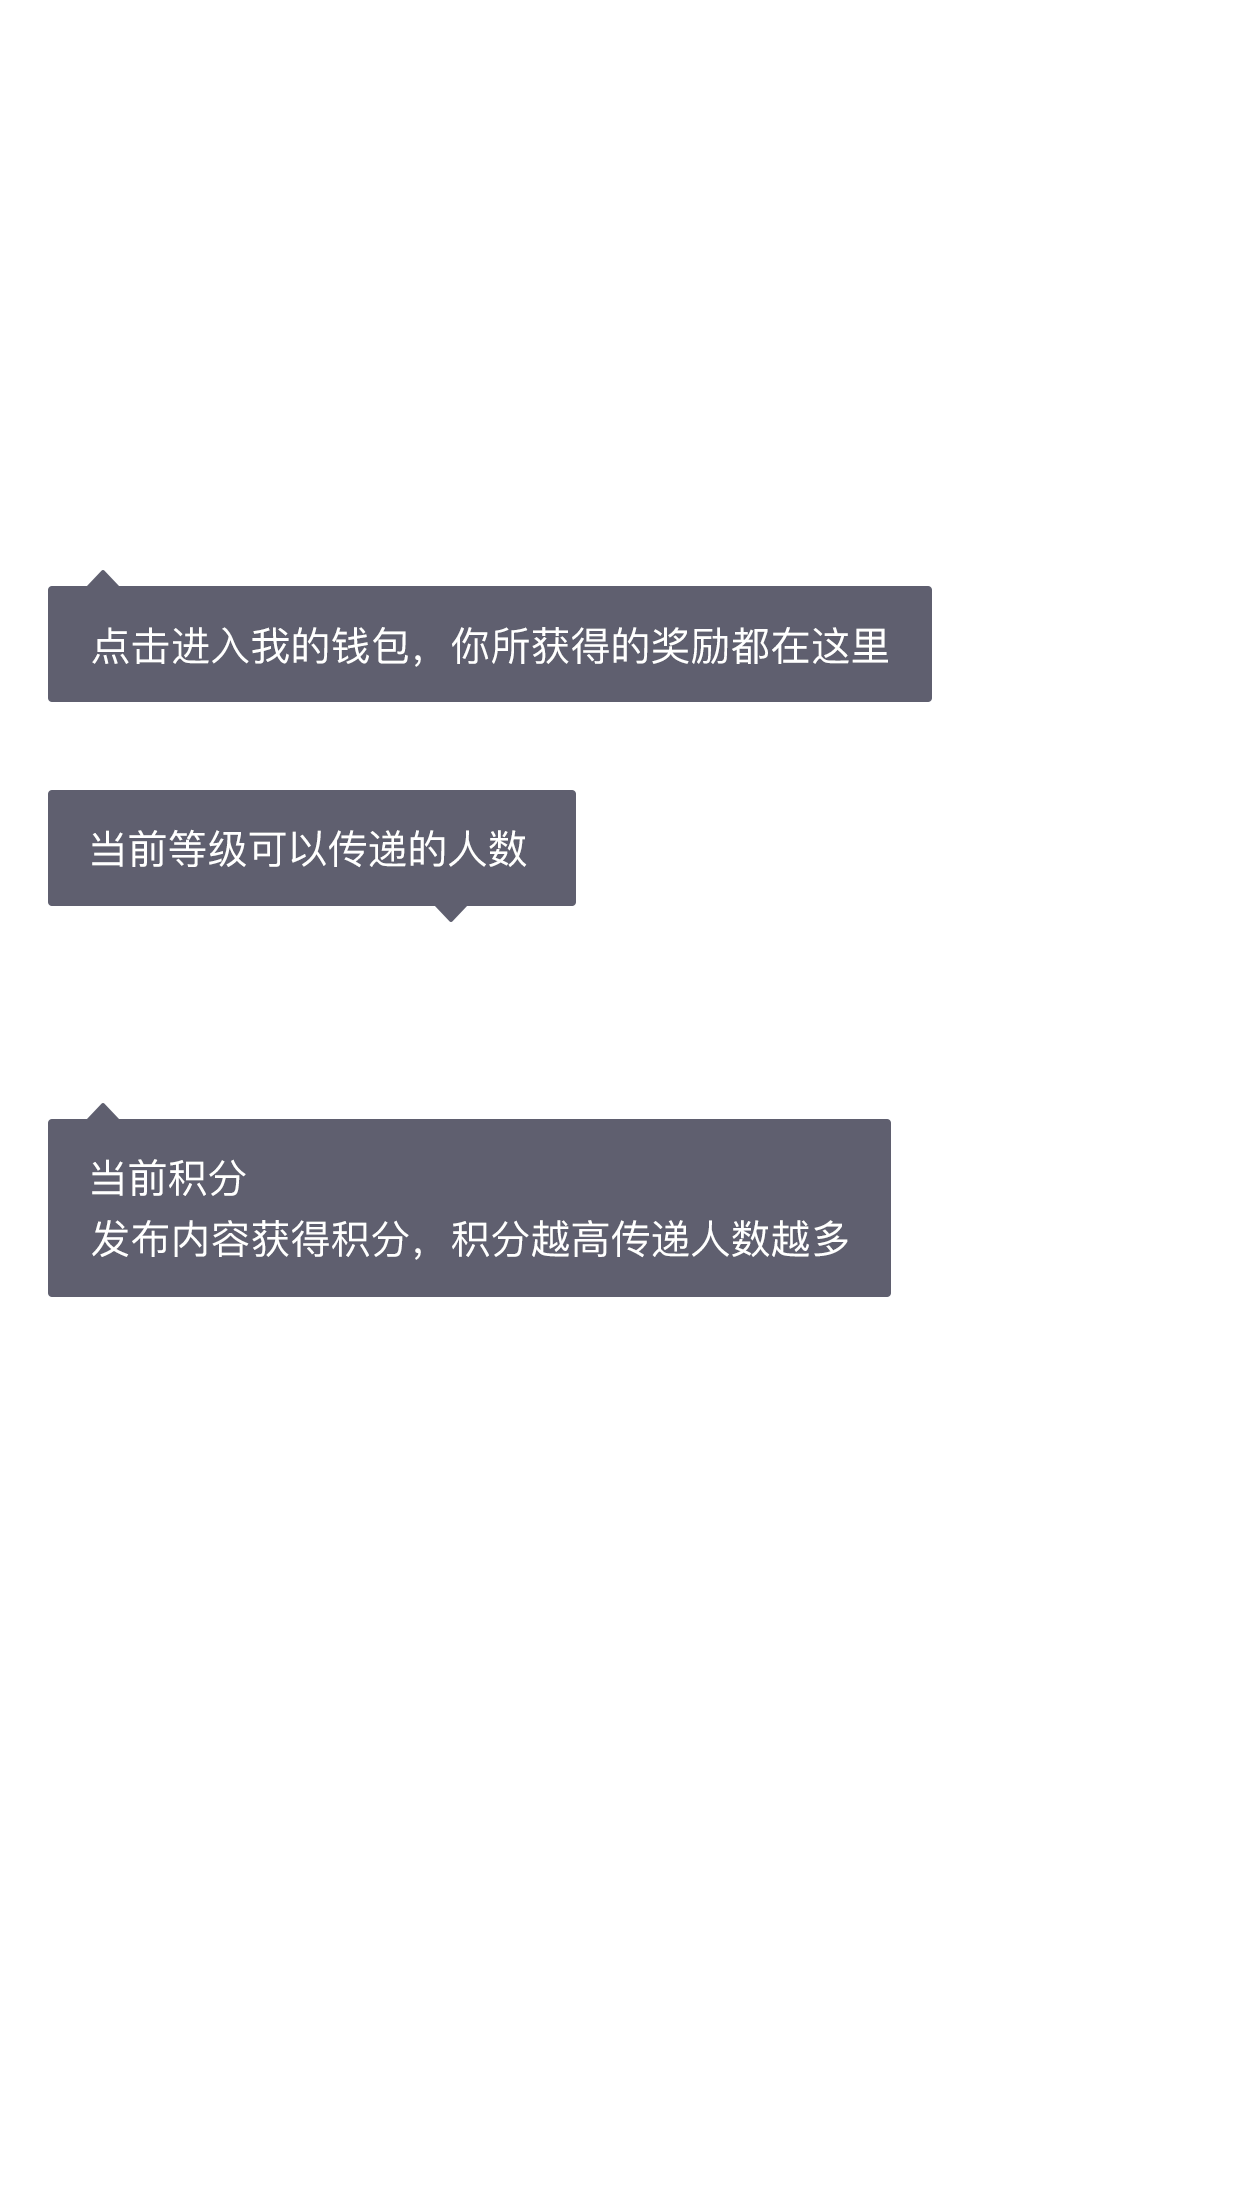 点击进入我的钱包，你所获得的奖励都在这里
当前等级可以传递的人数
当前积分
发布内容获得积分，积分越高传递人数越多